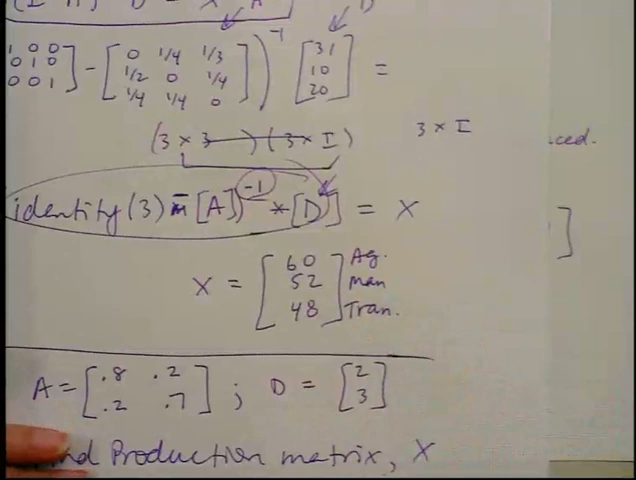 1 0 0
0 1 0
0 0 1 ] - [ 0 1/4 1/3
1/2 0 1/4
1/4 1/4 0 ] )^-1 [ 31
10
20 ] =
(3 x 3 ) (3 x I) 3 x I
ced.
identity (3) - [A])^-1 * [D] = X
X = [ 60 Ag.
52 Man
48 ] Tran.
A = [ .8 .2
.2 .7 ] ; D = [ 2
3 ]
nd Production matrix, X